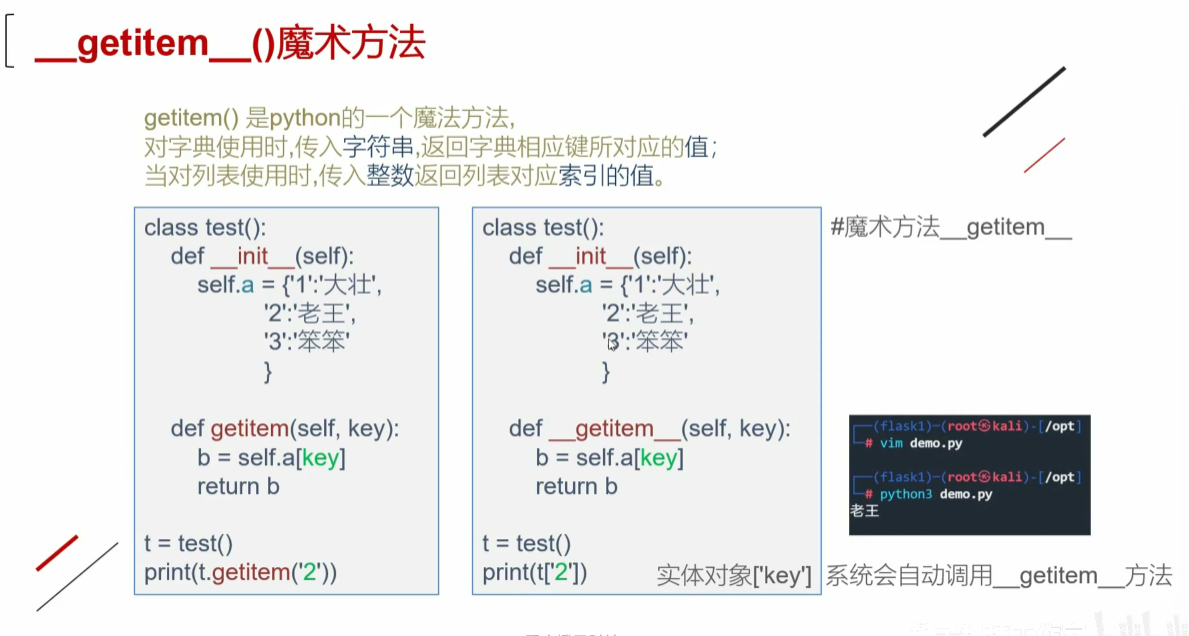 __getitem__()魔术方法
getitem() 是python的一个魔法方法,
对字典使用时,传入字符串,返回字典相应键所对应的值；
当对列表使用时,传入整数返回列表对应索引的值。
class test():
def __init__(self):
self.a = {'1':'大壮',
'2':'老王',
'3':'笨笨'
}
def getitem(self, key):
b = self.a[key]
return b
t = test()
print(t.getitem('2'))
class test():
def __init__(self):
self.a = {'1':'大壮',
'2':'老王',
'3':'笨笨'
}
def __getitem__(self, key):
b = self.a[key]
return b
t = test()
print(t['2'])
实体对象['key'] 系统会自动调用__getitem__方法
#魔术方法__getitem__
┌──(flask1)─(root㉿kali)-[/opt]
└─# vim demo.py
┌──(flask1)─(root㉿kali)-[/opt]
└─# python3 demo.py
老王